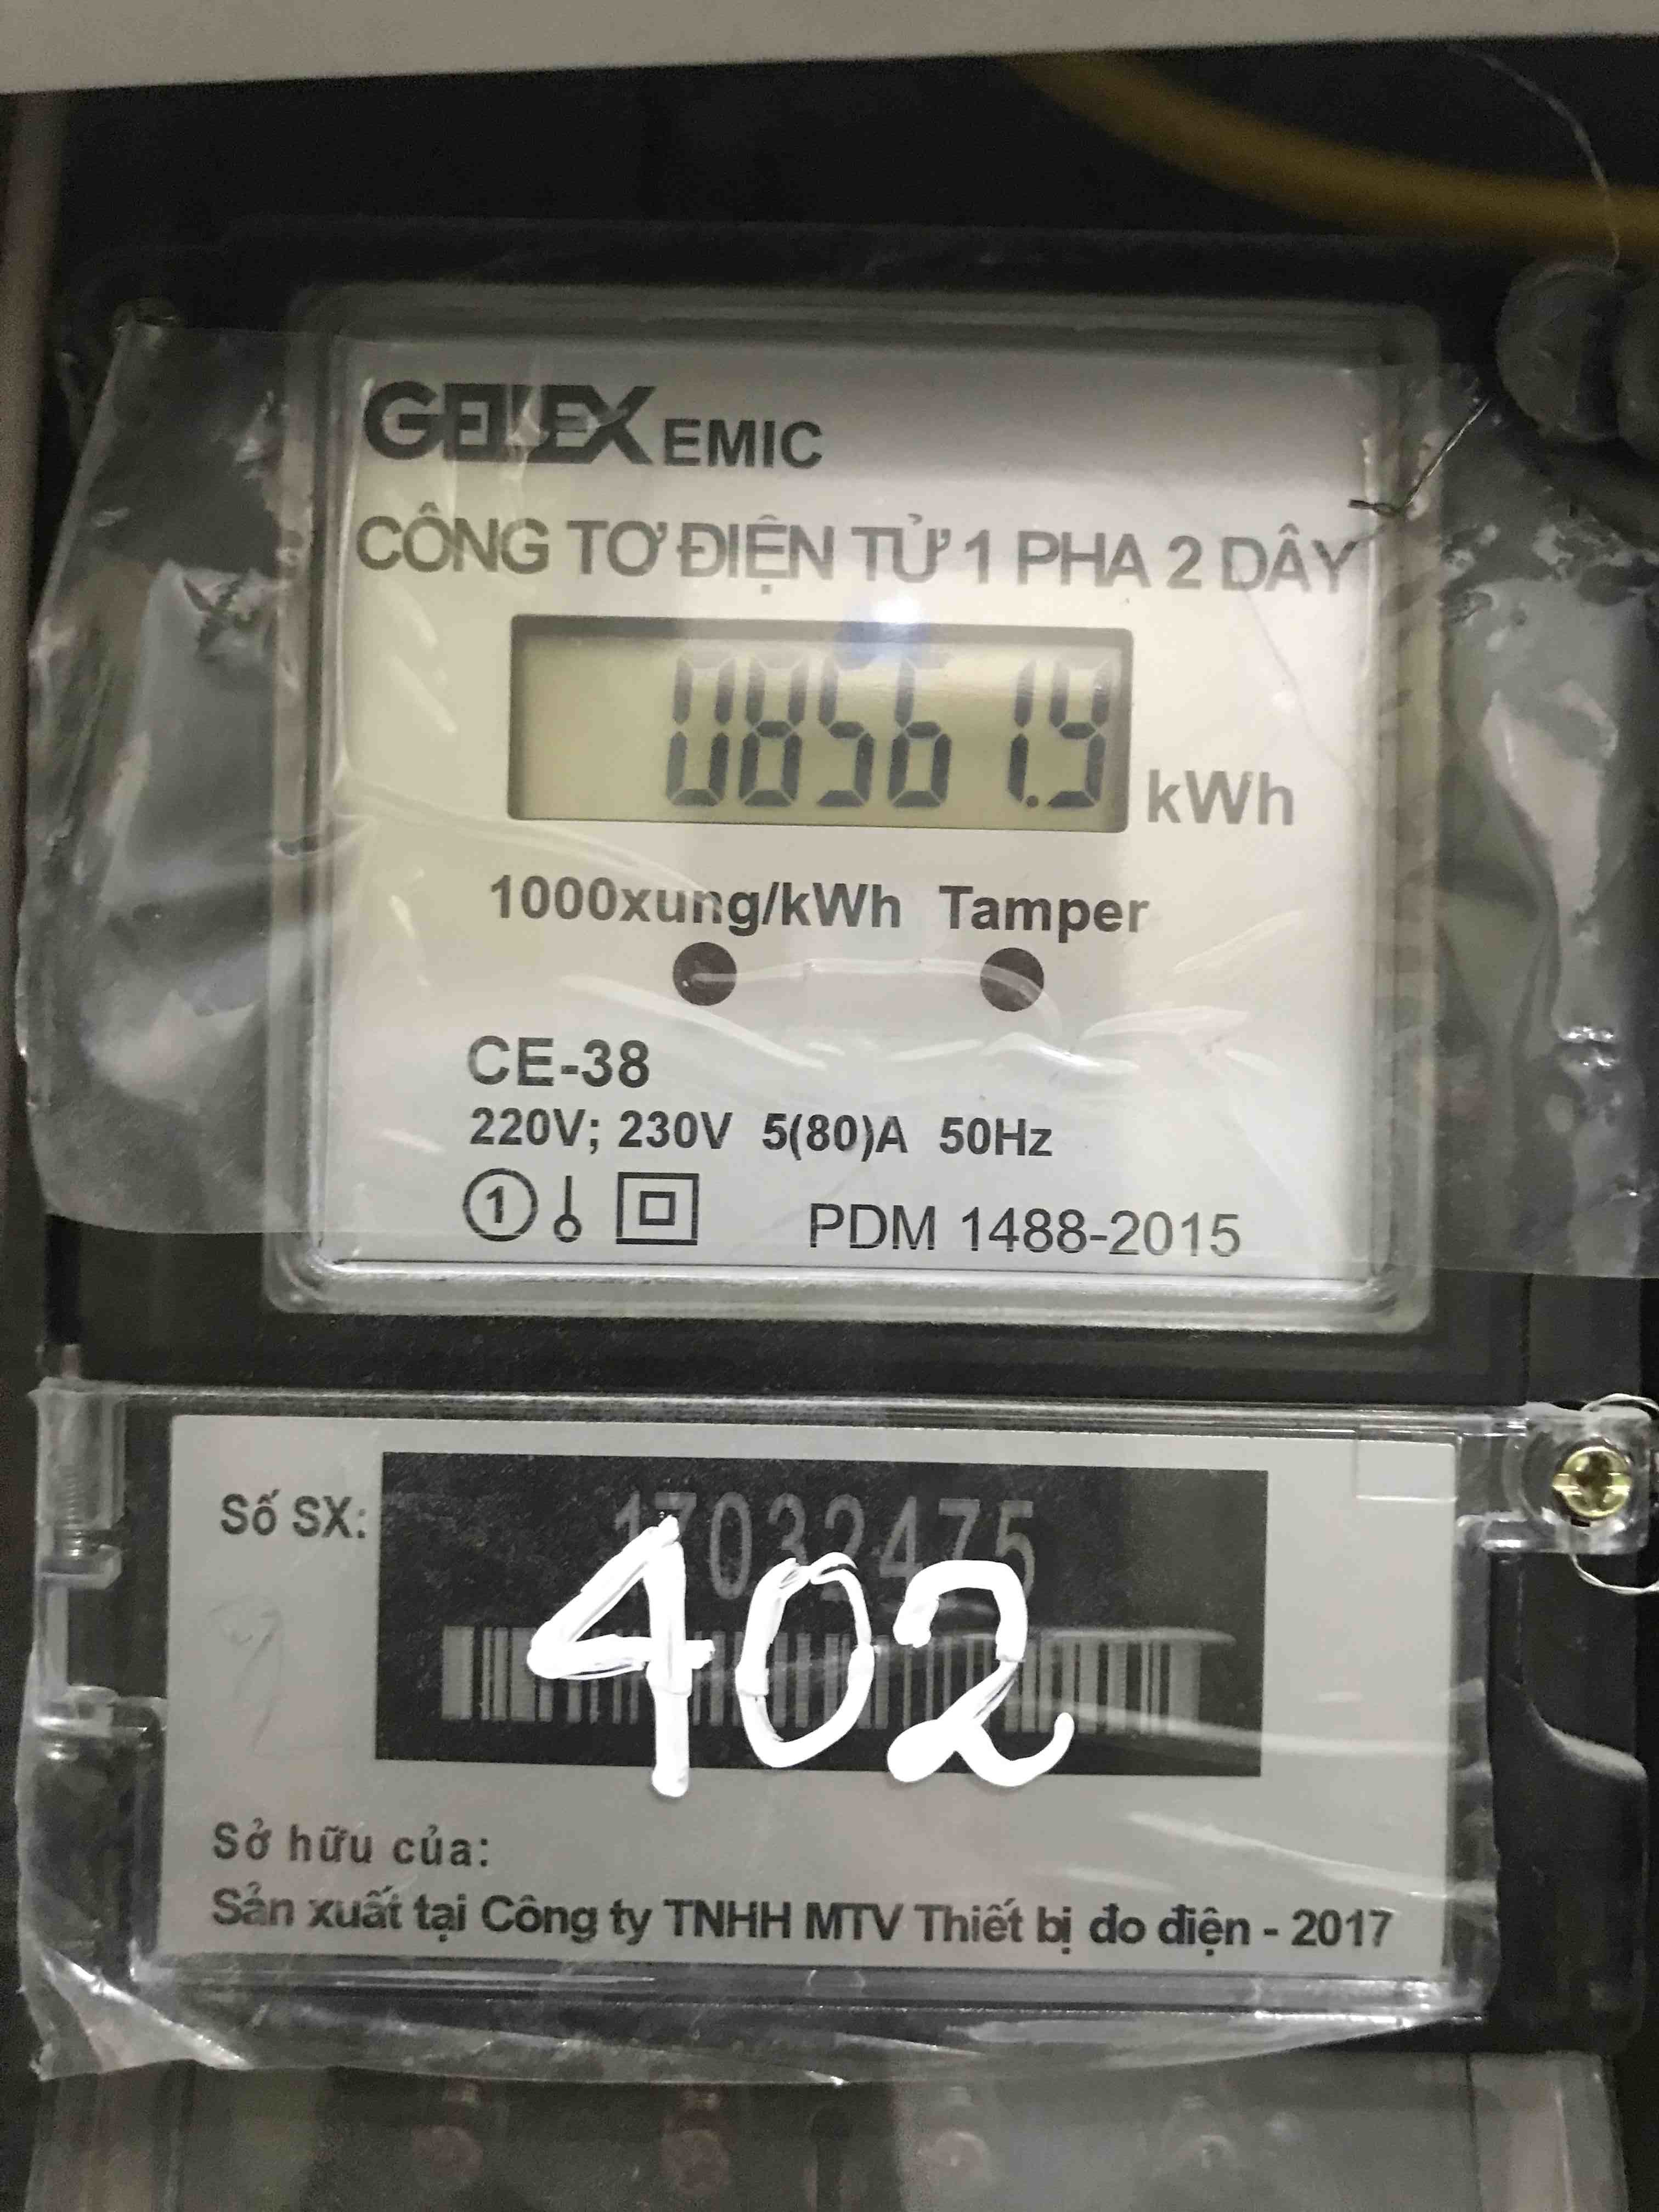 GELEX EMIC
CÔNG TƠ ĐIỆN TỬ 1 PHA 2 DÂY
08561.9 kWh
1000xung/kWh Tamper
CE-38
220V; 230V 5(80)A 50Hz
1 PDM 1488-2015
Số SX: 17032475
402
Sở hữu của:
Sản xuất tại Công ty TNHH MTV Thiết bị đo điện - 2017